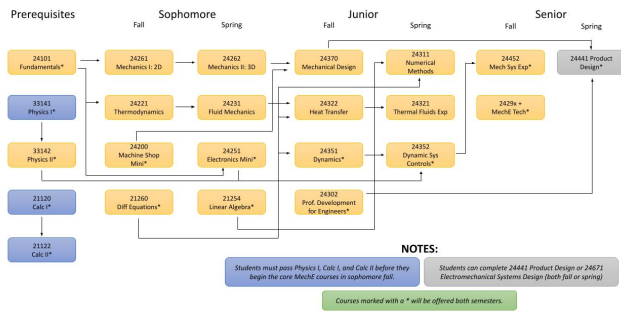 Prerequisites
Sophomore
Junior
Senior
Fall
Spring
Fall
Spring
Fall
Spring
24101
Fundamentals*
24261
Mechanics I: 2D
24262
Mechanics II: 3D
24370
Mechanical Design
24311
Numerical
Methods
24452
Mech Sys Exp*
24441 Product
Design*
33141
Physics I*
24221
Thermodynamics
24231
Fluid Mechanics
24322
Heat Transfer
24321
Thermal Fluids Exp
2429x +
MechE Tech*
33142
Physics II*
24200
Machine Shop
Mini*
24251
Electronics Mini*
24351
Dynamics*
24352
Dynamic Sys
Controls*
21120
Calc I*
21260
Diff Equations*
21254
Linear Algebra*
24302
Prof. Development
for Engineers*
21122
Calc II*
NOTES:
Students must pass Physics I, Calc I, and Calc II before they
begin the core MechE courses in sophomore fall.
Students can complete 24441 Product Design or 24671
Electromechanical Systems Design (both fall or spring)
Courses marked with a * will be offered both semesters.